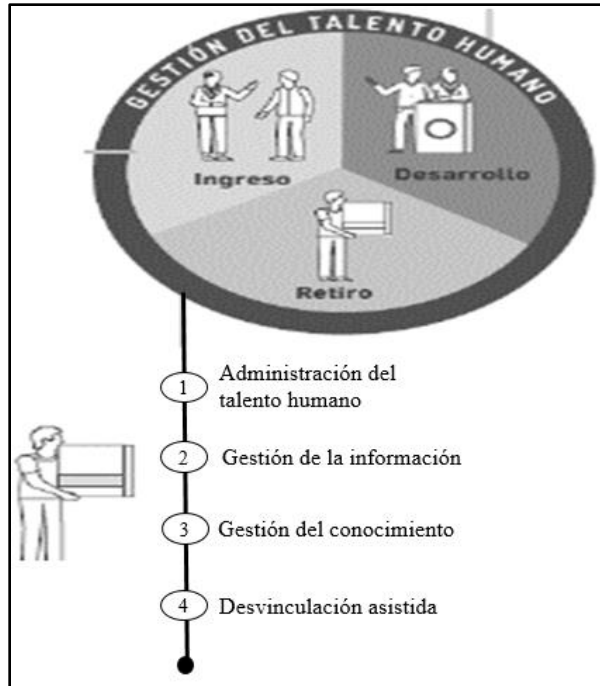 GESTIÓN DEL TALENTO HUMANO
Ingreso
Desarrollo
Retiro
1
Administración del
talento humano
2
Gestión de la información
3
Gestión del conocimiento
4
Desvinculación asistida